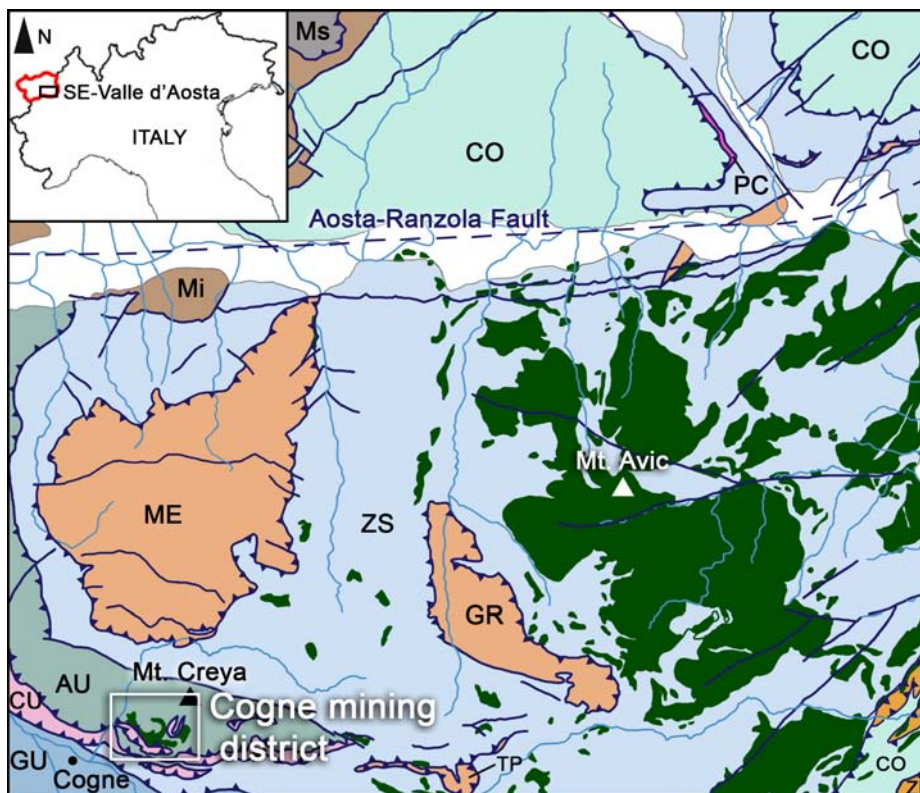 N
SE-Valle d'Aosta
ITALY
Ms
CO
CO
PC
Aosta-Ranzola Fault
Mi
Mt. Avic
ME
ZS
GR
Mt. Creya
AU
CU
Cogne mining
district
GU
Cogne
TP
CO